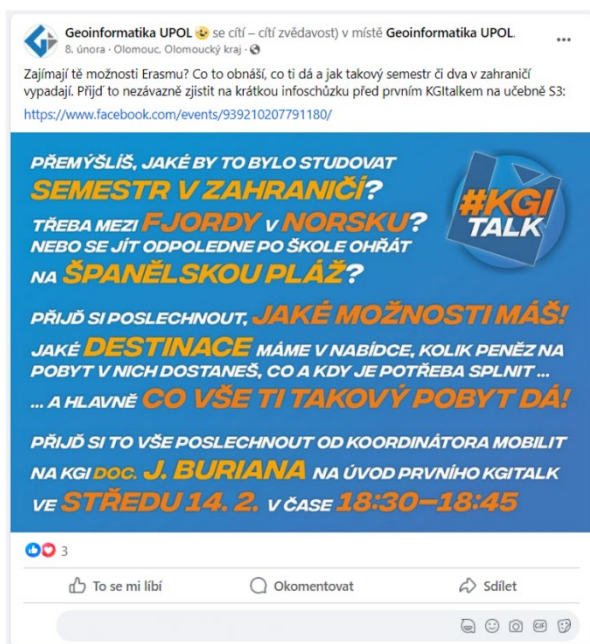 Geoinformatika UPOL 🤣 se cítí – cítí zvědavost) v místě Geoinformatika UPOL.
8. února · Olomouc, Olomoucký kraj ·
Zajímají tě možnosti Erasmu? Co to obnáší, co ti dá a jak takový semestr či dva v zahraničí
vypadají. Přijď to nezávazně zjistit na krátkou infoschůzku před prvním KGItalkem na učebně S3:
https://www.facebook.com/events/939210207791180/
PŘEMÝŠLÍŠ, JAKÉ BY TO BYLO STUDOVAT
SEMESTR V ZAHRANIČÍ?
TŘEBA MEZI FJORDY V NORSKU?
NEBO SE JÍT ODPOLEDNE PO ŠKOLE OHŘÁT
NA ŠPANĚLSKOU PLÁŽ?
#KGI
TALK
PŘIJĎ SI POSLECHNOUT, JAKÉ MOŽNOSTI MÁŠ!
JAKÉ DESTINACE MÁME V NABÍDCE, KOLIK PENĚZ NA
POBYT V NICH DOSTANEŠ, CO A KDY JE POTŘEBA SPLNIT ...
... A HLAVNĚ CO VŠE TI TAKOVÝ POBYT DÁ!
PŘIJĎ SI TO VŠE POSLECHNOUT OD KOORDINÁTORA MOBILIT
NA KGI DOC. J. BURIANA NA ÚVOD PRVNÍHO KGITALK
VE STŘEDU 14. 2. V ČASE 18:30–18:45
3
To se mi líbí
Okomentovat
Sdílet
GIF